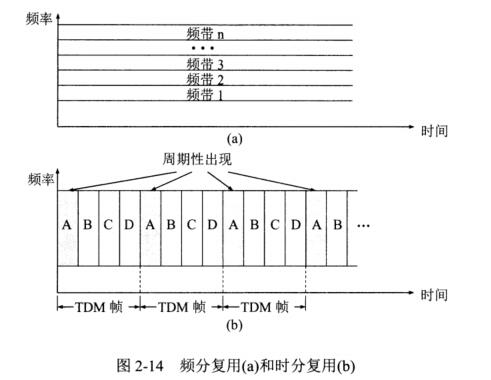 频率
频带 n
•••
频带 3
频带 2
频带 1
时间
(a)
周期性出现
频率
A B C D A B C D A B C D A B …
时间
TDM 帧 TDM 帧 TDM 帧
(b)
图 2-14 频分复用(a)和时分复用(b)